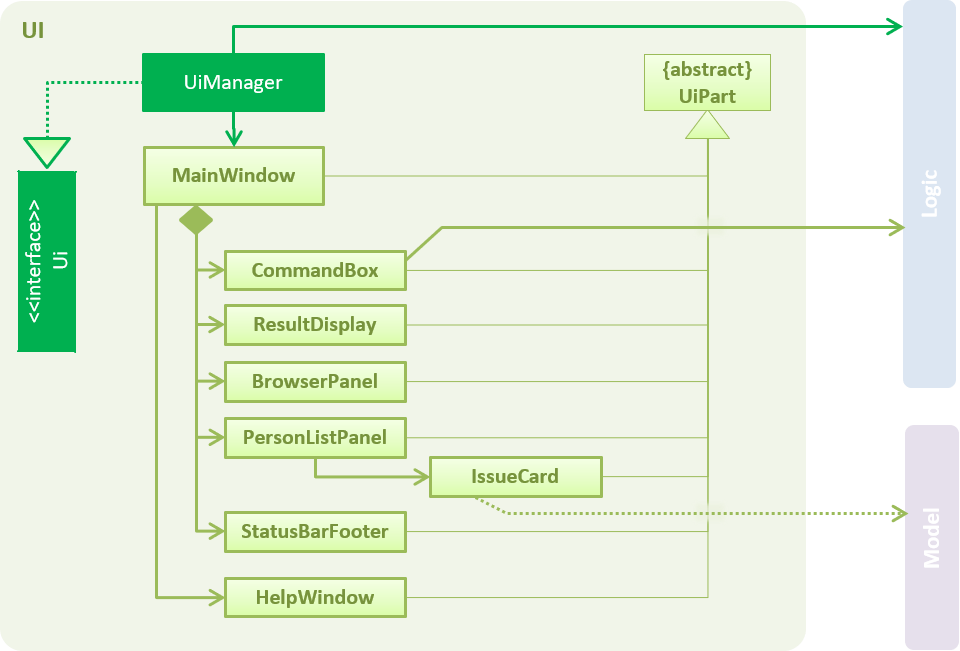 UI
UiManager
{abstract}
UiPart
MainWindow
Logic
<<interface>>
Ui
CommandBox
ResultDisplay
BrowserPanel
PersonListPanel
IssueCard
StatusBarFooter
Model
HelpWindow